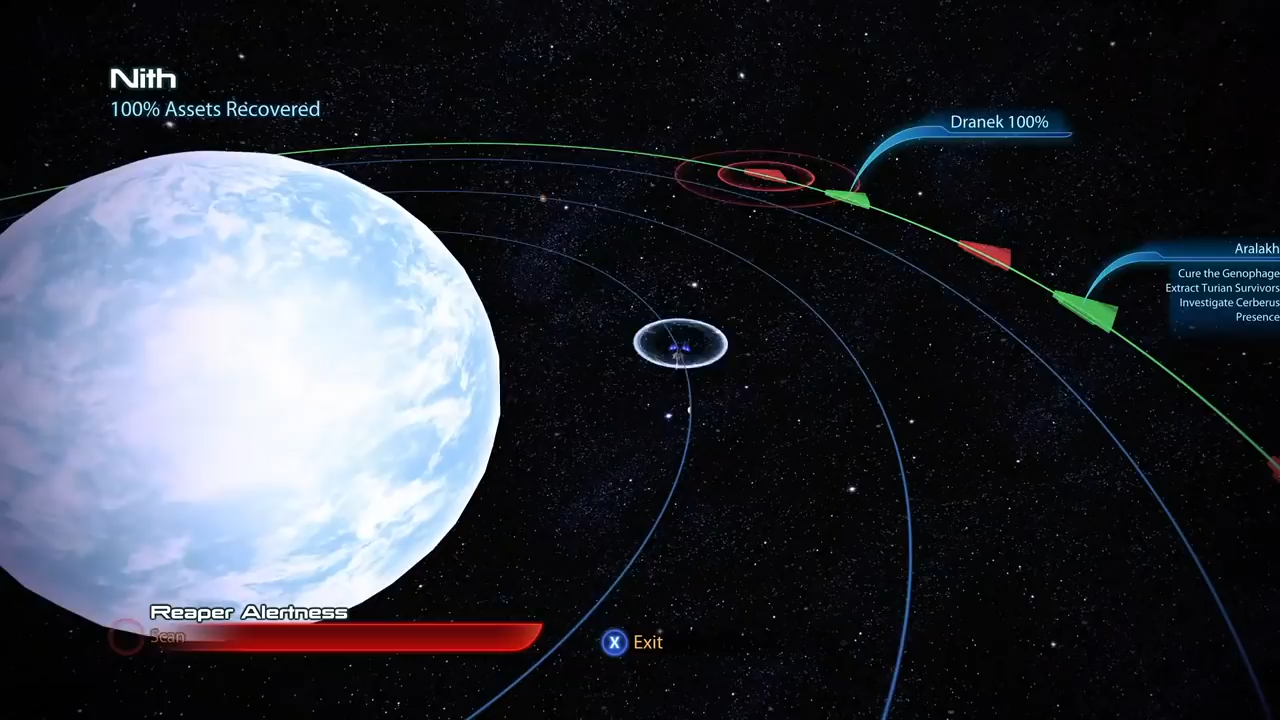 Nith
100% Assets Recovered
Dranek 100%
Aralakh
Cure the Genophage
Extract Turian Survivors
Investigate Cerberus
Presence
Reaper Alertness
Scan
X Exit